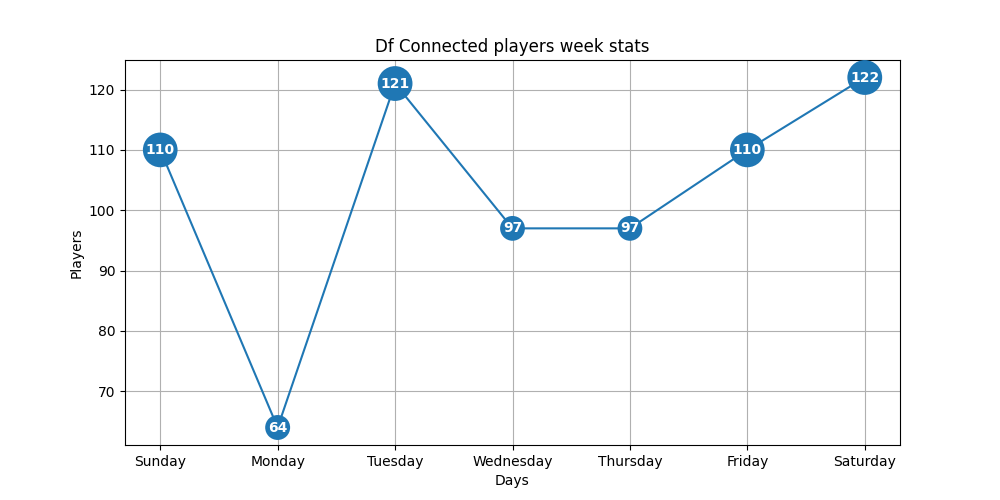 Df Connected players week stats
120
110
100
90
80
70
Players
110
64
121
97
97
110
122
Sunday
Monday
Tuesday
Wednesday
Thursday
Friday
Saturday
Days